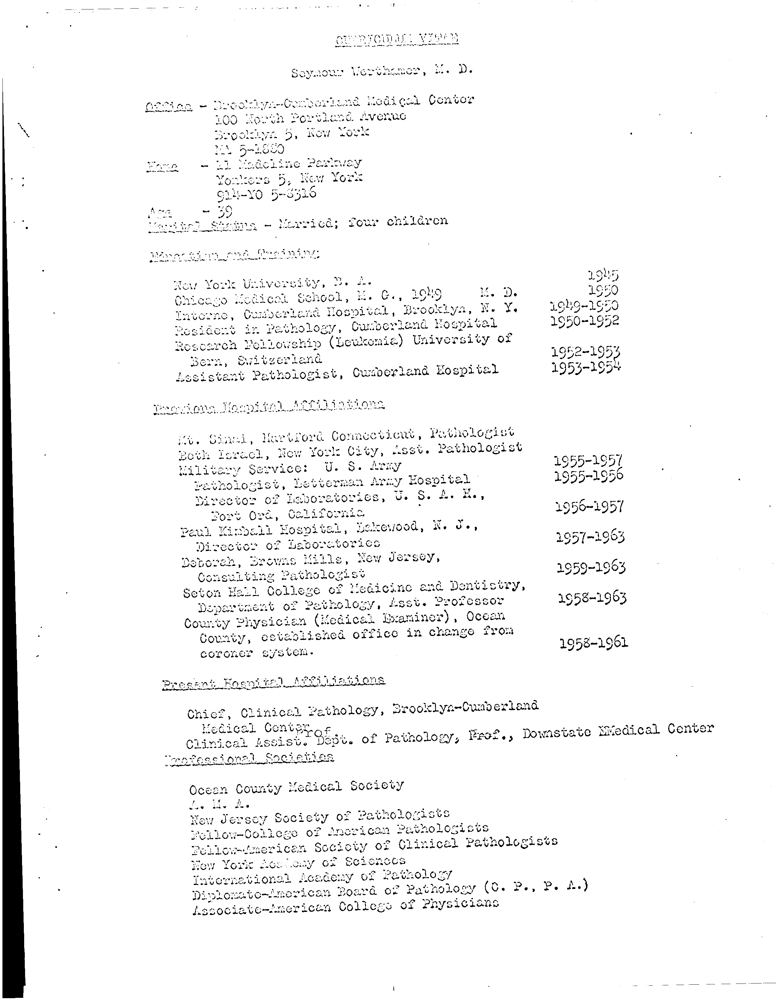 CURRICULUM VITAE
Seymour Werthamer, M. D.
Office – Brooklyn-Cumberland Medical Center
100 North Portland Avenue
Brooklyn 5, New York
MA 5-1880
Home – 11 Madeline Parkway
Yonkers 5, New York
914-YO 5-8316
Age – 39
Marital Status – Married; four children
Education and Training:
New York University, B. A. 1945
Chicago Medical School, M. G., 1949 M. D. 1950
Interne, Cumberland Hospital, Brooklyn, N. Y. 1949-1950
Resident in Pathology, Cumberland Hospital 1950-1952
Research Fellowship (Leukemia) University of
Bern, Switzerland 1952-1953
Assistant Pathologist, Cumberland Hospital 1953-1954
Previous Hospital Affiliations
Mt. Sinai, Hartford Connecticut, Pathologist
Beth Israel, New York City, Asst. Pathologist
Military Service: U. S. Army 1955-1957
Pathologist, Letterman Army Hospital 1955-1956
Director of Laboratories, U. S. A. H.,
Fort Ord, California 1956-1957
Paul Kimball Hospital, Lakewood, N. J.,
Director of Laboratories 1957-1963
Deborah, Browns Mills, New Jersey,
Consulting Pathologist 1959-1963
Seton Hall College of Medicine and Dentistry,
Department of Pathology, Asst. Professor 1958-1963
County Physician (Medical Examiner), Ocean
County, established office in change from
coroner system. 1958-1961
Present Hospital Affiliations
Chief, Clinical Pathology, Brooklyn-Cumberland
Medical Center
Clinical Assist. Prof. Dept. of Pathology, Downstate Medical Center
Professional Societies
Ocean County Medical Society
A. M. A.
New Jersey Society of Pathologists
Fellow-College of American Pathologists
Fellow-American Society of Clinical Pathologists
New York Academy of Sciences
International Academy of Pathology
Diplomate-American Board of Pathology (C. P., P. A.)
Associate-American College of Physicians